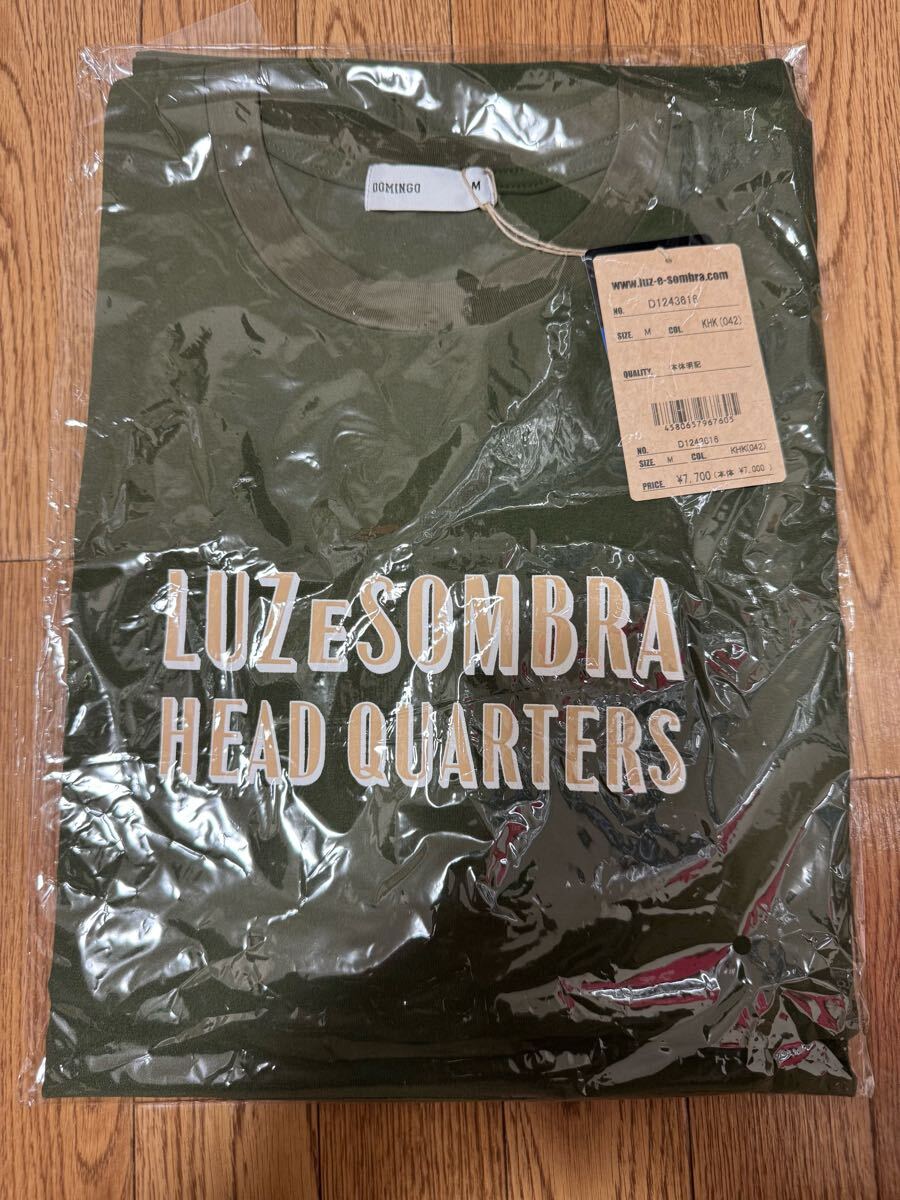 DOMINGO M
www.luz-e-sombra.com
NO. D1243616
SIZE. M COL. KHK(042)
QUALITY. 本体明記
4580657967605
NO. D1243616
SIZE. M COL. KHK(042)
PRICE. ¥7,700(本体 ¥7,000 )
LUZeSOMBRA
HEAD QUARTERS